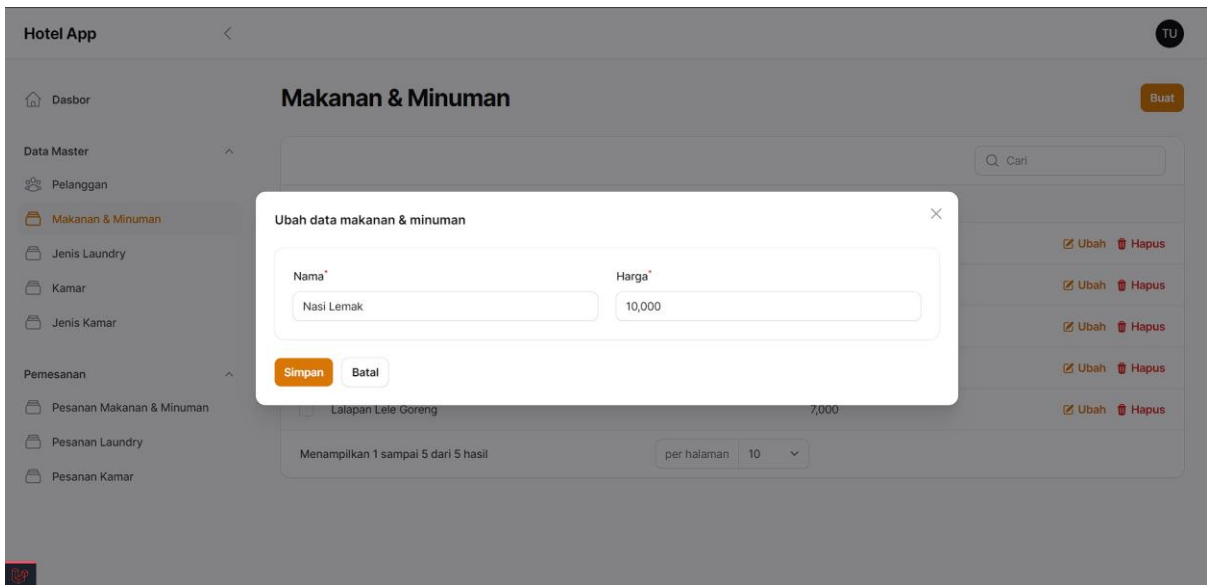 Hotel App
TU
Dasbor
Makanan & Minuman
Buat
Data Master
Cari
Pelanggan
Makanan & Minuman
Ubah data makanan & minuman
Jenis Laundry
Ubah Hapus
Nama* Harga*
Kamar
Ubah Hapus
Nasi Lemak 10,000
Jenis Kamar
Ubah Hapus
Simpan Batal
Pemesanan
Ubah Hapus
Pesanan Makanan & Minuman
Lalapan Lele Goreng 7,000 Ubah Hapus
Pesanan Laundry
Menampilkan 1 sampai 5 dari 5 hasil per halaman 10
Pesanan Kamar